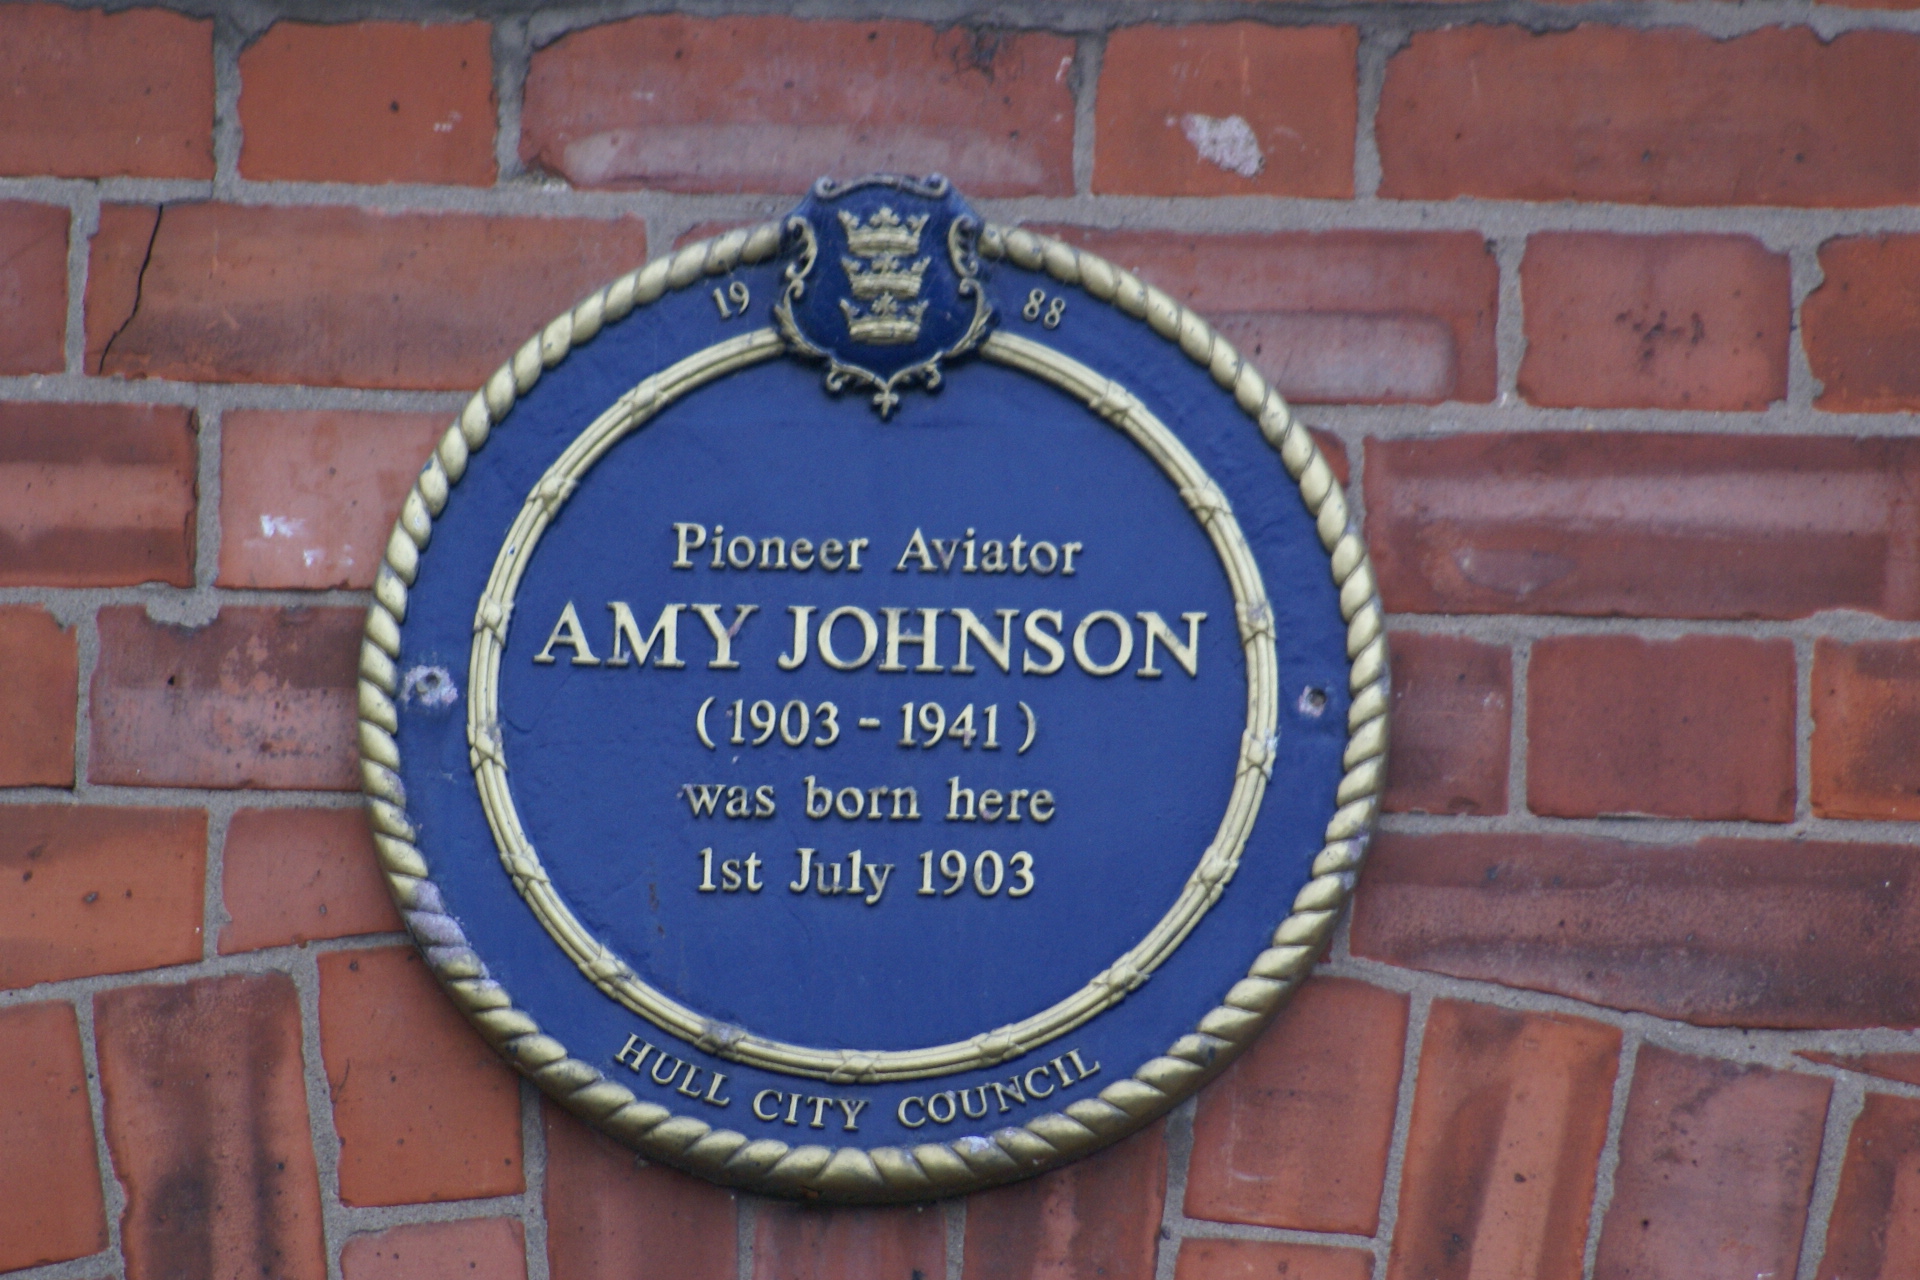 19 88
Pioneer Aviator
AMY JOHNSON
(1903 - 1941)
was born here
1st July 1903
HULL CITY COUNCIL